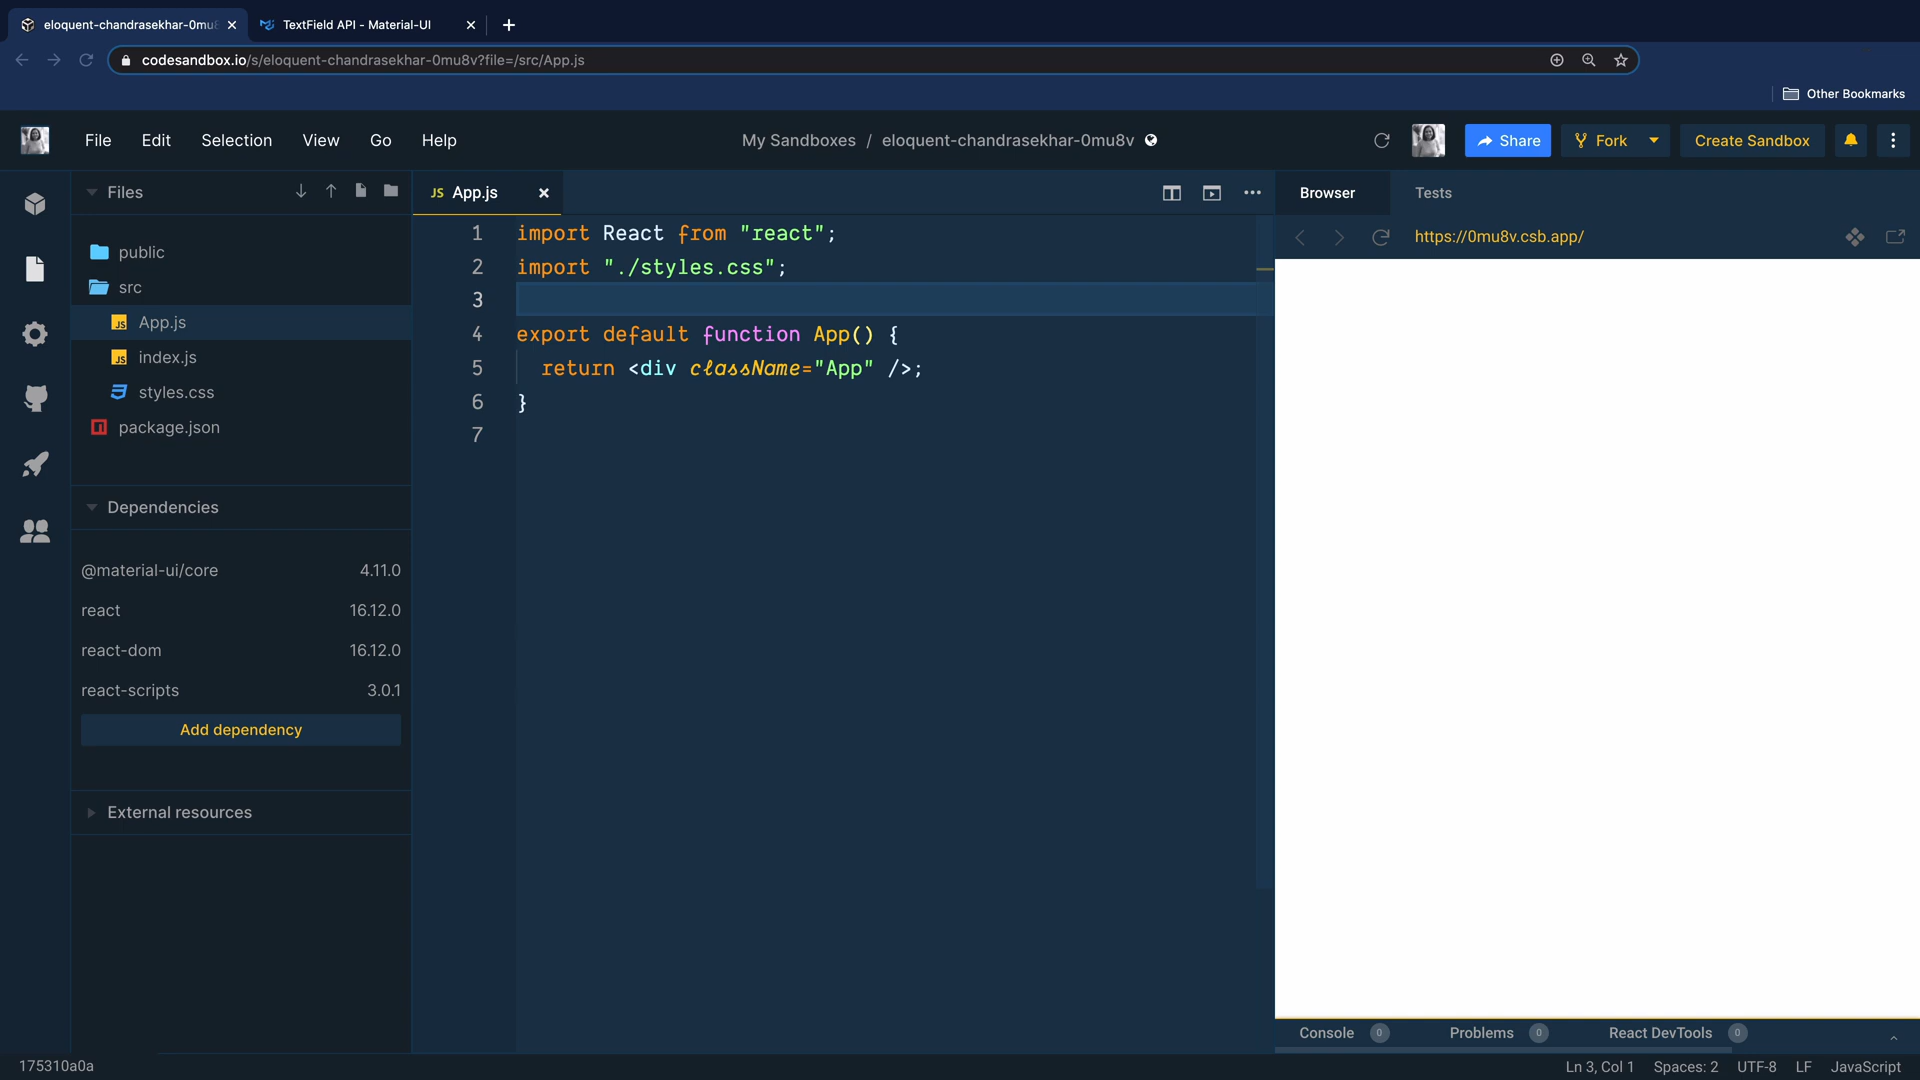 eloquent-chandrasekhar-0mu8
TextField API - Material-UI
codesandbox.io/s/eloquent-chandrasekhar-0mu8v?file=/src/App.js
Other Bookmarks
File Edit Selection View Go Help
My Sandboxes / eloquent-chandrasekhar-0mu8v
Share
Fork
Create Sandbox
Files
JS App.js
Browser
Tests
https://0mu8v.csb.app/
public
src
JS App.js
JS index.js
styles.css
package.json
1 import React from "react";
2 import "./styles.css";
3
4 export default function App() {
5 return <div className="App" />;
6 }
7
Dependencies
@material-ui/core 4.11.0
react 16.12.0
react-dom 16.12.0
react-scripts 3.0.1
Add dependency
External resources
Console 0
Problems 0
React DevTools 0
175310a0a
Ln 3, Col 1 Spaces: 2 UTF-8 LF JavaScript